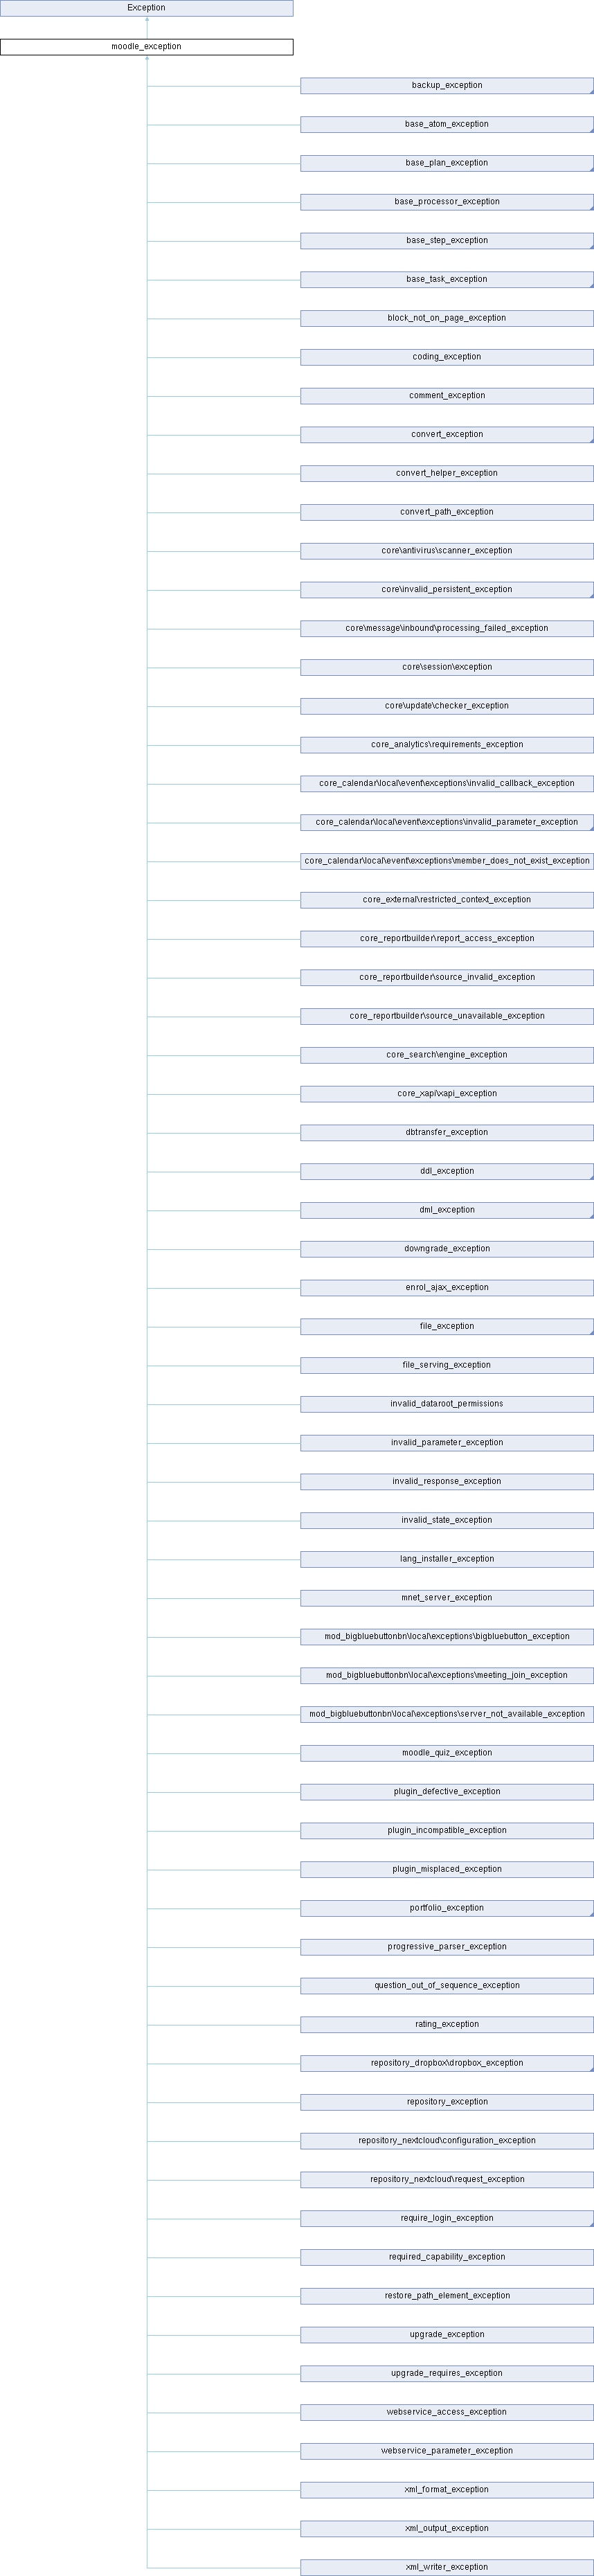 Exception
moodle_exception
backup_exception
base_atom_exception
base_plan_exception
base_processor_exception
base_step_exception
base_task_exception
block_not_on_page_exception
coding_exception
comment_exception
convert_exception
convert_helper_exception
convert_path_exception
core\antivirus\scanner_exception
core\invalid_persistent_exception
core\message\inbound\processing_failed_exception
core\session\exception
core\update\checker_exception
core_analytics\requirements_exception
core_calendar\local\event\exceptions\invalid_callback_exception
core_calendar\local\event\exceptions\invalid_parameter_exception
core_calendar\local\event\exceptions\member_does_not_exist_exception
core_external\restricted_context_exception
core_reportbuilder\report_access_exception
core_reportbuilder\source_invalid_exception
core_reportbuilder\source_unavailable_exception
core_search\engine_exception
core_xapi\xapi_exception
dbtransfer_exception
ddl_exception
dml_exception
downgrade_exception
enrol_ajax_exception
file_exception
file_serving_exception
invalid_dataroot_permissions
invalid_parameter_exception
invalid_response_exception
invalid_state_exception
lang_installer_exception
mnet_server_exception
mod_bigbluebuttonbn\local\exceptions\bigbluebutton_exception
mod_bigbluebuttonbn\local\exceptions\meeting_join_exception
mod_bigbluebuttonbn\local\exceptions\server_not_available_exception
moodle_quiz_exception
plugin_defective_exception
plugin_incompatible_exception
plugin_misplaced_exception
portfolio_exception
progressive_parser_exception
question_out_of_sequence_exception
rating_exception
repository_dropbox\dropbox_exception
repository_exception
repository_nextcloud\configuration_exception
repository_nextcloud\request_exception
require_login_exception
required_capability_exception
restore_path_element_exception
upgrade_exception
upgrade_requires_exception
webservice_access_exception
webservice_parameter_exception
xml_format_exception
xml_output_exception
xml_writer_exception